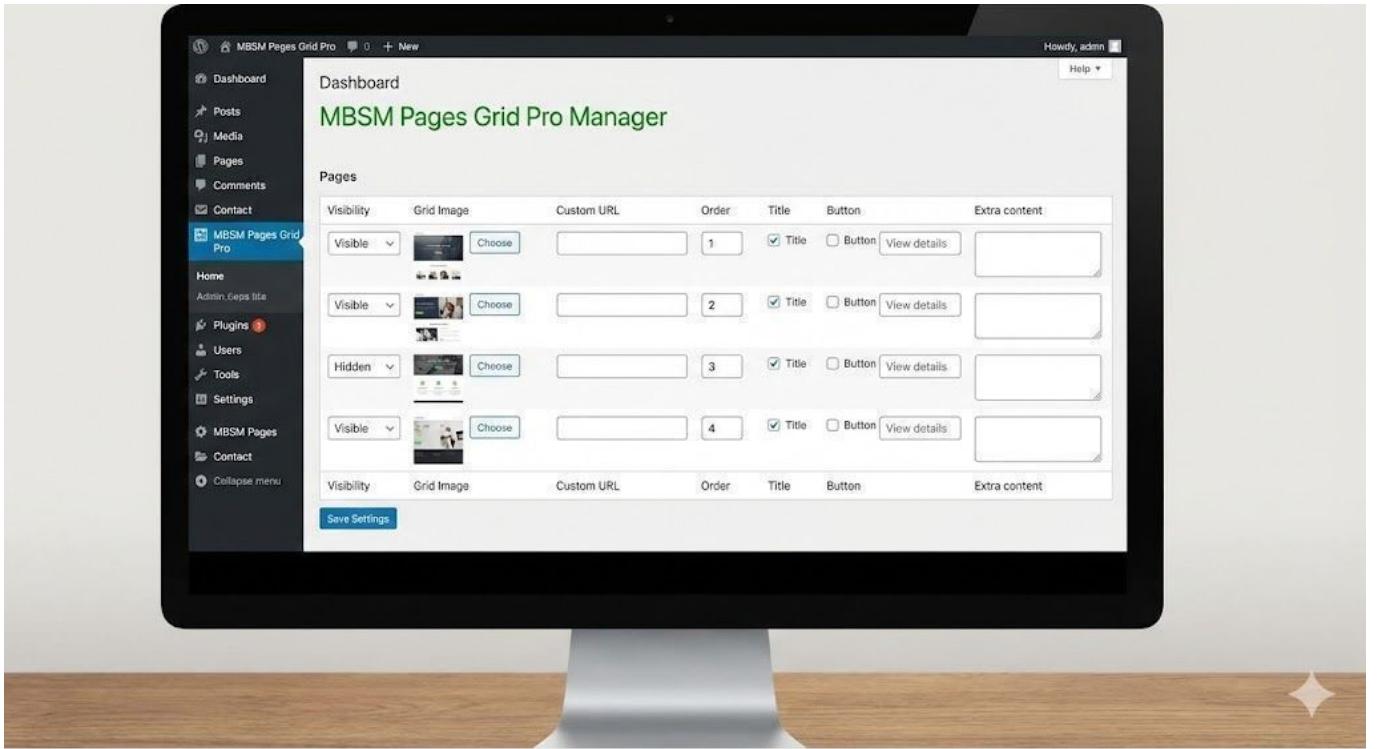 MBSM Peges Grid Pro 0 + New
Howdy, admn
Help
Dashboard
Posts
Media
Pages
Comments
Contact
MBSM Pages Grid
Pro
Home
Plugins 1
Users
Tools
Settings
MBSM Pages
Contact
Collapse menu
Dashboard
MBSM Pages Grid Pro Manager
Pages
Visibility Grid Image Custom URL Order Title Button Extra content
Visible Choose 1 Title Button View details
Visible Choose 2 Title Button View details
Hidden Choose 3 Title Button View details
Visible Choose 4 Title Button View details
Visibility Grid Image Custom URL Order Title Button Extra content
Save Settings